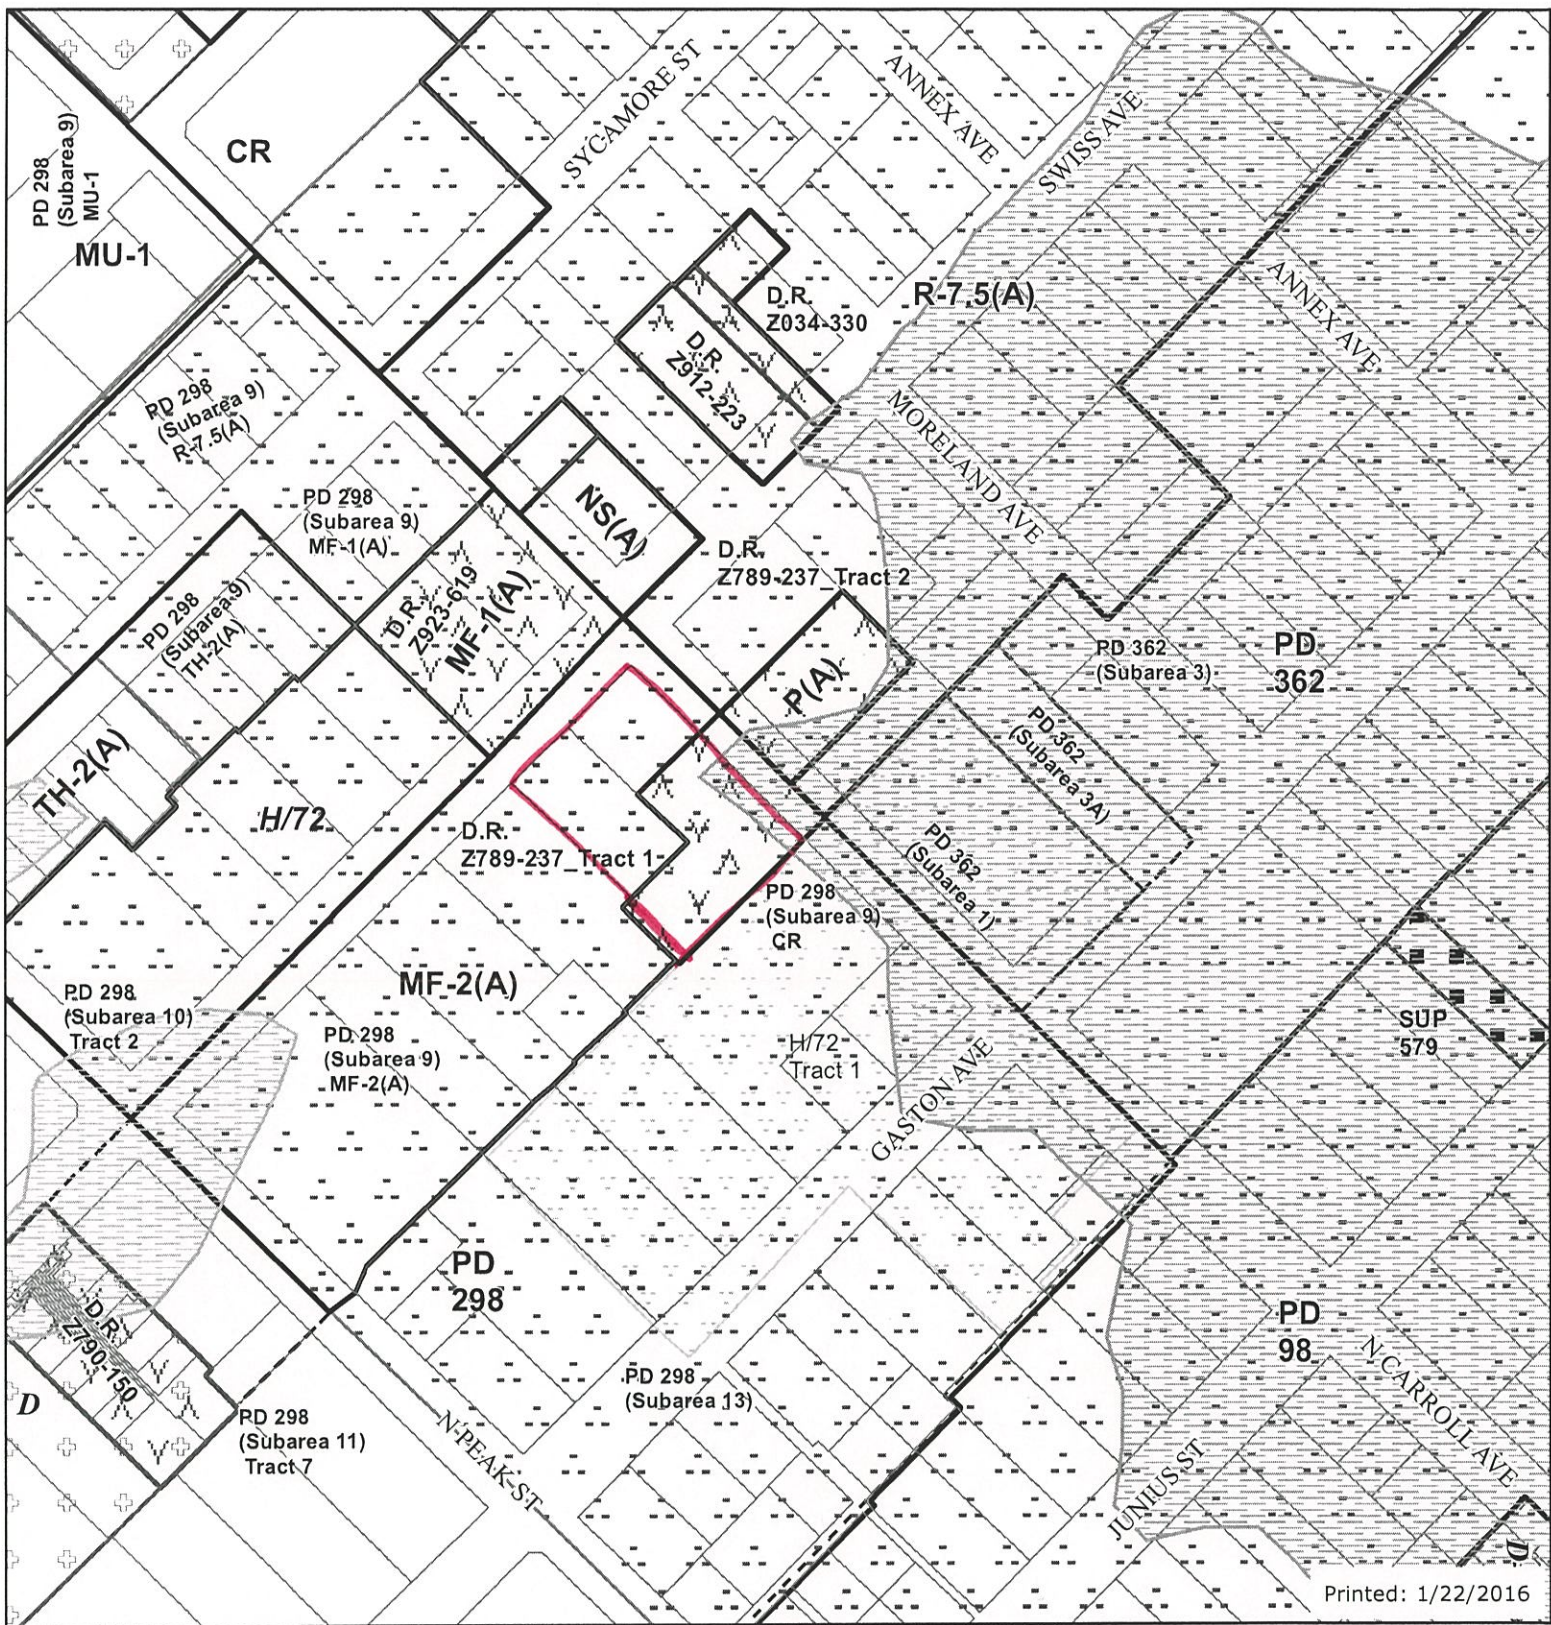 SYCAMORE ST
ANNEX AVE
SWISS AVE
PD 298
(Subarea 9)
MU-1
CR
MU-1
D.R.
Z034-330
R-7.5(A)
ANNEX AVE
D.R.
Z912-223
PD 298
(Subarea 9)
R-7.5(A)
MORELAND AVE
PD 298
(Subarea 9)
MF-1(A)
NS(A)
D.R.
Z789-237_Tract 2
D.R.
Z923-619
MF-1(A)
PD 298
(Subarea 9)
TH-2(A)
PD 362
(Subarea 3)
PD
362
P(A)
PD 362
(Subarea 3A)
TH-2(A)
H/72
D.R.
Z789-237_Tract 1
PD 362
(Subarea 1)
PD 298
(Subarea 9)
CR
MF-2(A)
PD 298
(Subarea 10)
Tract 2
PD 298
(Subarea 9)
MF-2(A)
H/72
Tract 1
SUP
579
GASTON AVE
PD
298
D.R.
Z790-150
PD
98
N CARROLL AVE
PD 298
(Subarea 13)
D
PD 298
(Subarea 11)
Tract 7
N PEAK ST
JUNIUS ST
D
Printed: 1/22/2016